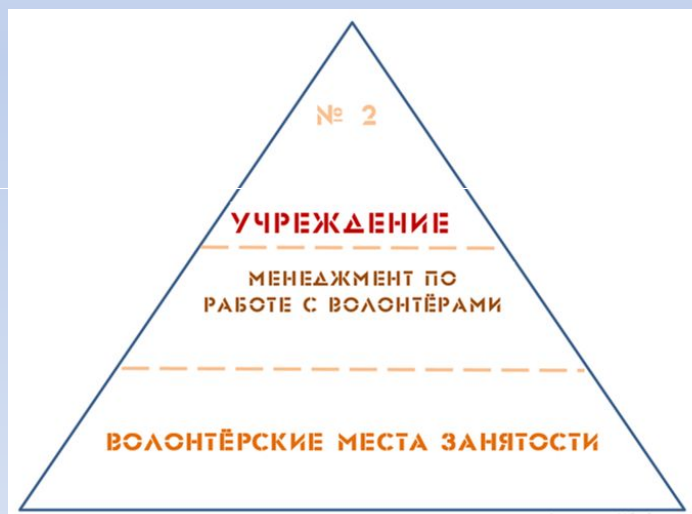 № 2
УЧРЕЖДЕНИЕ
МЕНЕДЖМЕНТ ПО
РАБОТЕ С ВОЛОНТЁРАМИ
ВОЛОНТЁРСКИЕ МЕСТА ЗАНЯТОСТИ